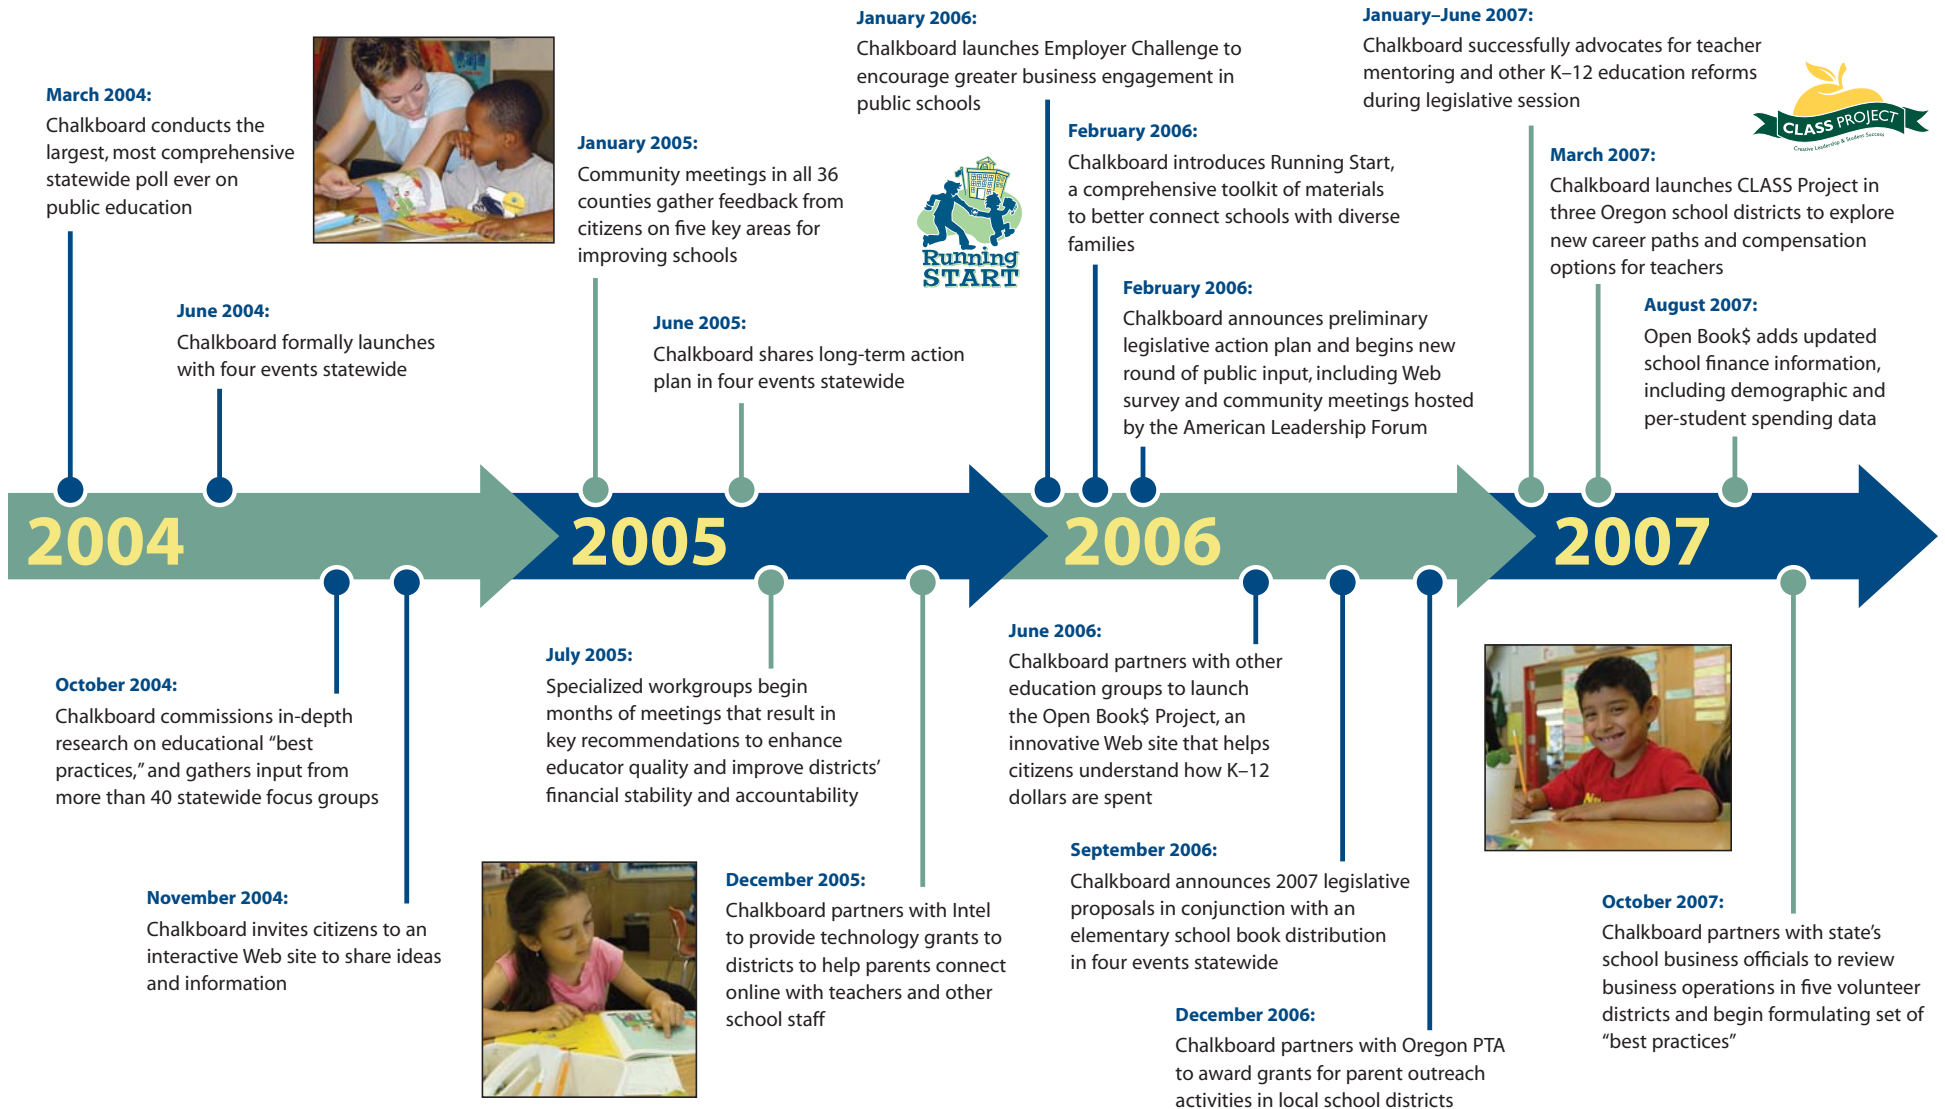 March 2004:
Chalkboard conducts the
largest, most comprehensive
statewide poll ever on
public education
June 2004:
Chalkboard formally launches
with four events statewide
January 2005:
Community meetings in all 36
counties gather feedback from
citizens on five key areas for
improving schools
June 2005:
Chalkboard shares long-term action
plan in four events statewide
January 2006:
Chalkboard launches Employer Challenge to
encourage greater business engagement in
public schools
Running
START
February 2006:
Chalkboard introduces Running Start,
a comprehensive toolkit of materials
to better connect schools with diverse
families
February 2006:
Chalkboard announces preliminary
legislative action plan and begins new
round of public input, including Web
survey and community meetings hosted
by the American Leadership Forum
January–June 2007:
Chalkboard successfully advocates for teacher
mentoring and other K–12 education reforms
during legislative session
CLASS PROJECT
Creative Leadership & Student Success
March 2007:
Chalkboard launches CLASS Project in
three Oregon school districts to explore
new career paths and compensation
options for teachers
August 2007:
Open Book$ adds updated
school finance information,
including demographic and
per-student spending data
2004
2005
2006
2007
October 2004:
Chalkboard commissions in-depth
research on educational “best
practices,” and gathers input from
more than 40 statewide focus groups
November 2004:
Chalkboard invites citizens to an
interactive Web site to share ideas
and information
July 2005:
Specialized workgroups begin
months of meetings that result in
key recommendations to enhance
educator quality and improve districts’
financial stability and accountability
December 2005:
Chalkboard partners with Intel
to provide technology grants to
districts to help parents connect
online with teachers and other
school staff
June 2006:
Chalkboard partners with other
education groups to launch
the Open Book$ Project, an
innovative Web site that helps
citizens understand how K–12
dollars are spent
September 2006:
Chalkboard announces 2007 legislative
proposals in conjunction with an
elementary school book distribution
in four events statewide
December 2006:
Chalkboard partners with Oregon PTA
to award grants for parent outreach
activities in local school districts
October 2007:
Chalkboard partners with state’s
school business officials to review
business operations in five volunteer
districts and begin formulating set of
“best practices”